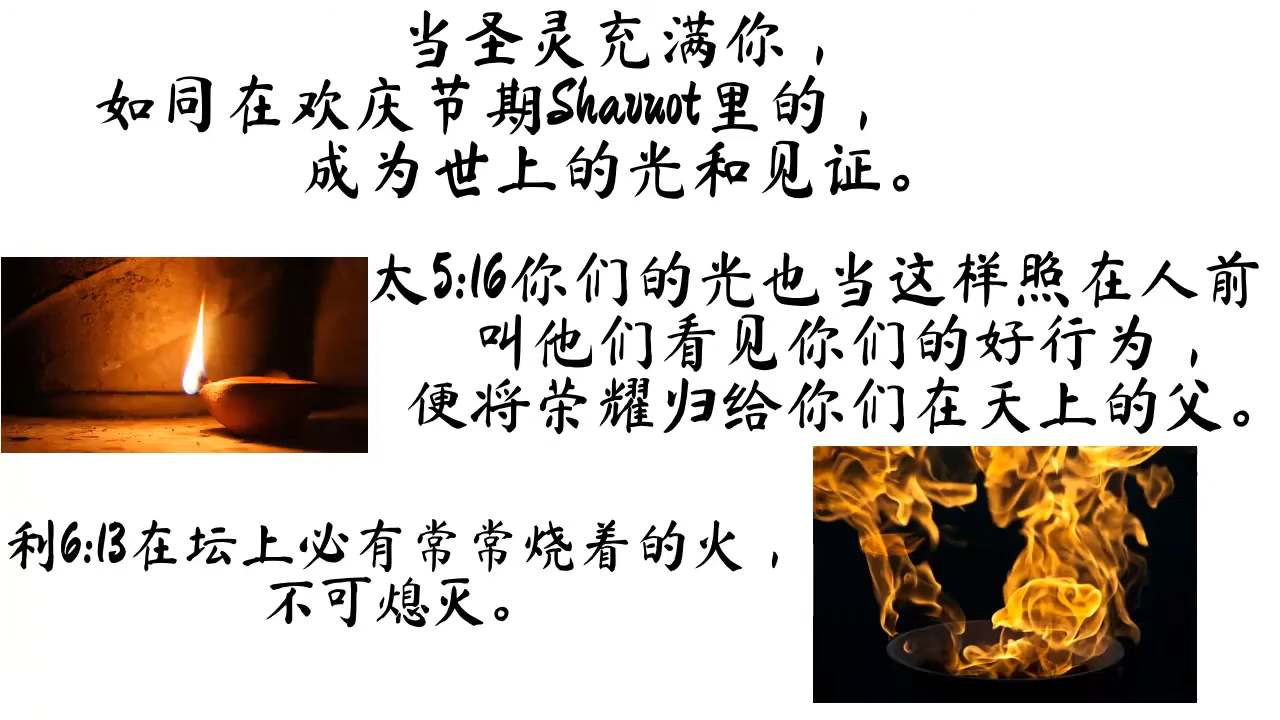 当圣灵充满你，
如同在欢庆节期Shavuot里的，
成为世上的光和见证。
太5:16你们的光也当这样照在人前
叫他们看见你们的好行为，
便将荣耀归给你们在天上的父。
利6:13在坛上必有常常烧着的火，
不可熄灭。